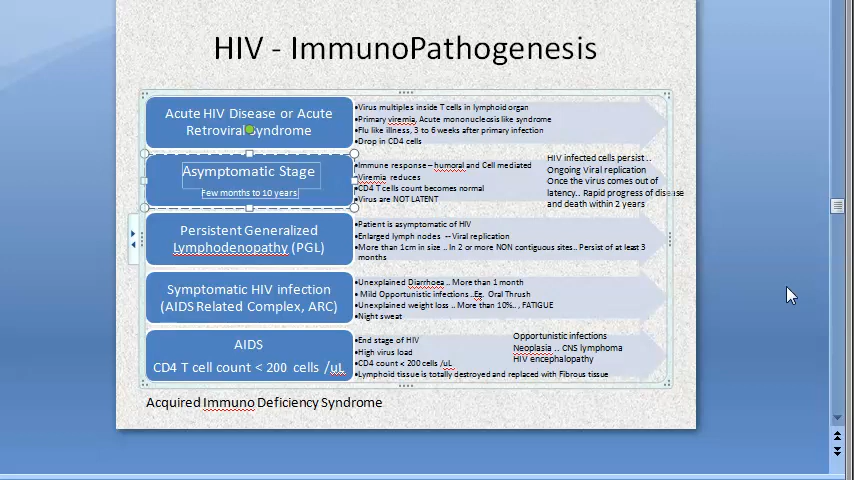 HIV - ImmunoPathogenesis
Acute HIV Disease or Acute
Retroviral Syndrome
•Virus multiples inside T cells in lymphoid organ
•Primary viremia, Acute mononucleosis like syndrome
•Flu like illness, 3 to 6 weeks after primary infection
•Drop in CD4 cells
Asymptomatic Stage
Few months to 10 years
•Immune response – humoral and Cell mediated
•Viremia reduces
•CD4 T cells count becomes normal
•Virus are NOT LATENT
HIV infected cells persist ..
Ongoing Viral replication
Once the virus comes out of
latency.. Rapid progress of disease
and death within 2 years
Persistent Generalized
Lymphodenopathy (PGL)
•Patient is asymptomatic of HIV
•Enlarged lymph nodes -- Viral replication
•More than 1cm in size .. In 2 or more NON contiguous sites.. Persist of at least 3
months
Symptomatic HIV infection
(AIDS Related Complex, ARC)
•Unexplained Diarrhoea .. More than 1 month
• Mild Opportunistic infections ..Eg. Oral Thrush
•Unexplained weight loss .. More than 10%.. , FATIGUE
•Night sweat
AIDS
CD4 T cell count < 200 cells /uL
•End stage of HIV
•High virus load
•CD4 count < 200 cells /uL
•Lymphoid tissue is totally destroyed and replaced with Fibrous tissue
Opportunistic infections
Neoplasia .. CNS lymphoma
HIV encephalopathy
Acquired Immuno Deficiency Syndrome